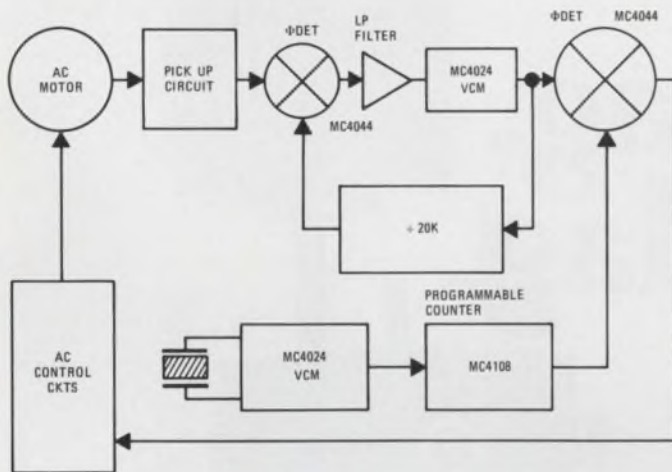 AC
MOTOR
PICK UP
CIRCUIT
ΦDET
MC4044
LP
FILTER
MC4024
VCM
ΦDET
MC4044
÷ 20K
AC
CONTROL
CKTS
MC4024
VCM
PROGRAMMABLE
COUNTER
MC4108